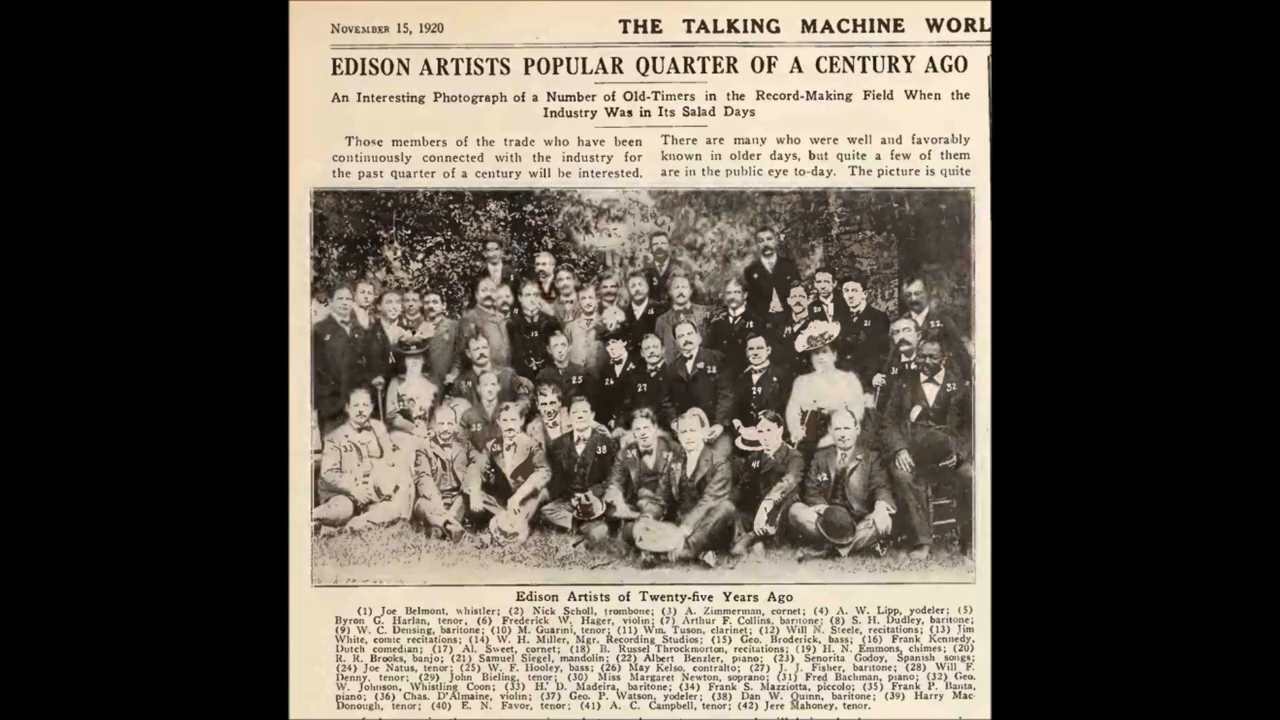 NOVEMBER 15, 1920
THE TALKING MACHINE WORL
EDISON ARTISTS POPULAR QUARTER OF A CENTURY AGO
An Interesting Photograph of a Number of Old-Timers in the Record-Making Field When the
Industry Was in Its Salad Days
Those members of the trade who have been
continuously connected with the industry for
the past quarter of a century will be interested,
There are many who were well and favorably
known in older days, but quite a few of them
are in the public eye to-day. The picture is quite
Edison Artists of Twenty-five Years Ago
(1) Joe Belmont, whistler; (2) Nick Scholl, trombone; (3) A. Zimmerman, cornet; (4) A. W. Lipp, yodeler; (5)
Byron G. Harlan, tenor, (6) Frederick W. Hager, violin; (7) Arthur F. Collins, baritone; (8) S. H. Dudley, baritone;
(9) W. C. Densing, baritone; (10) M. Guarini, tenor; (11) Wm. Tuson, clarinet; (12) Will N. Steele, recitations; (13) Jim
White, comic recitations; (14) W. H. Miller, Mgr. Recording Studios; (15) Geo. Broderick, bass; (16) Frank Kennedy,
Dutch comedian; (17) Al. Sweet, cornet; (18) B. Russel Throckmorton, recitations; (19) H. N. Emmons, chimes; (20)
R. R. Brooks, banjo; (21) Samuel Siegel, mandolin; (22) Albert Benzler, piano; (23) Senorita Godoy, Spanish songs;
(24) Joe Natus, tenor; (25) W. F. Hooley, bass; (26) May Kelso, contralto; (27) J. J. Fisher, baritone; (28) Will F.
Denny, tenor; (29) John Bieling, tenor; (30) Miss Margaret Newton, soprano; (31) Fred Bachman, piano; (32) Geo.
W. Johnson, Whistling Coon; (33) H. D. Madeira, baritone; (34) Frank S. Mazziotta, piccolo; (35) Frank P. Banta,
piano; (36) Chas. D'Almaine, violin; (37) Geo. P. Watson, yodeler; (38) Dan W. Quinn, baritone; (39) Harry Mac-
Donough, tenor; (40) E. N. Favor, tenor; (41) A. C. Campbell, tenor; (42) Jere Mahoney, tenor.